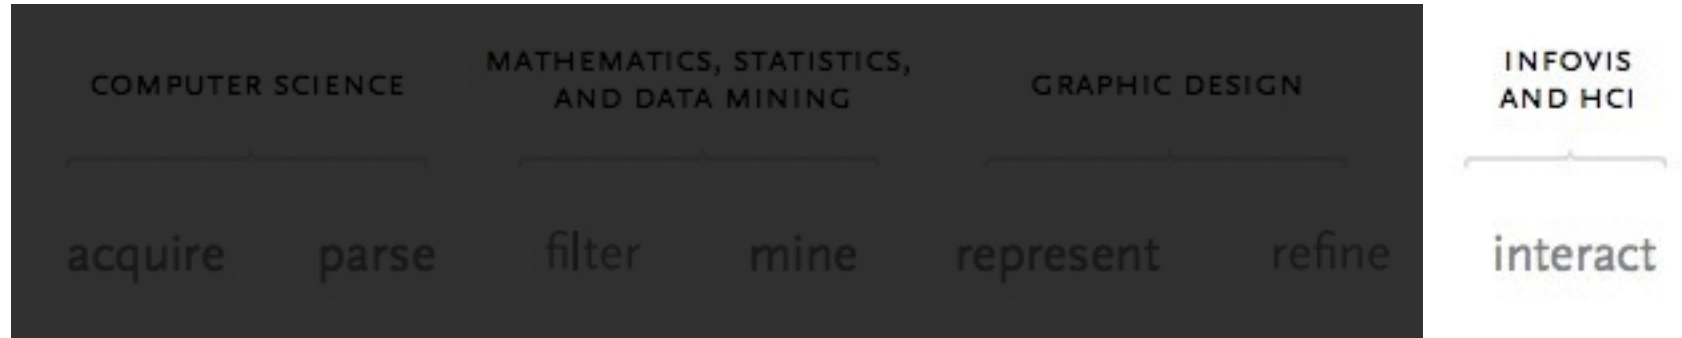 COMPUTER SCIENCE
MATHEMATICS, STATISTICS,
AND DATA MINING
GRAPHIC DESIGN
INFOVIS
AND HCI
acquire parse filter mine represent refine interact